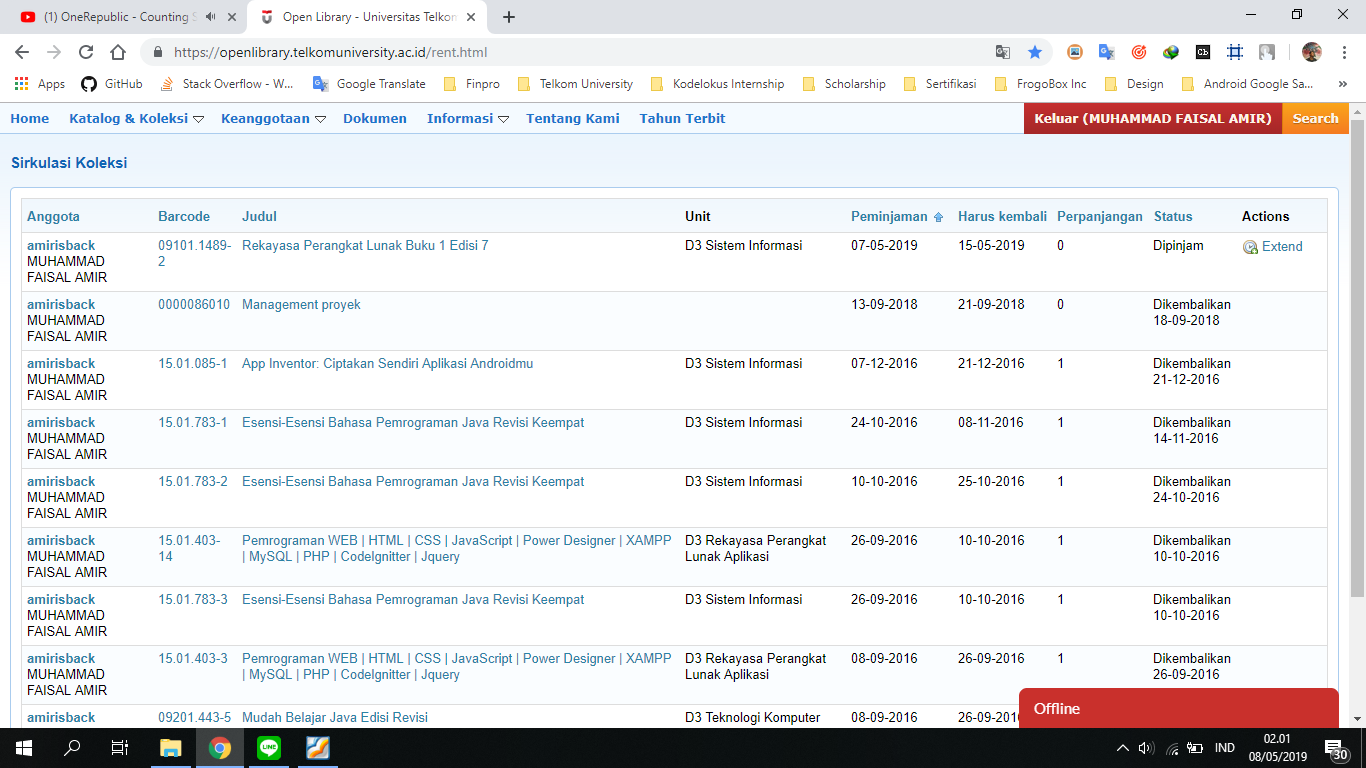 (1) OneRepublic - Counting S
Open Library - Universitas Telkom
https://openlibrary.telkomuniversity.ac.id/rent.html
Apps GitHub Stack Overflow - W... Google Translate Finpro Telkom University Kodelokus Internship Scholarship Sertifikasi FrogoBox Inc Design Android Google Sa... »
Home Katalog & Koleksi Keanggotaan Dokumen Informasi Tentang Kami Tahun Terbit Keluar (MUHAMMAD FAISAL AMIR) Search
Sirkulasi Koleksi
Anggota Barcode Judul Unit Peminjaman Harus kembali Perpanjangan Status Actions
amirisback 09101.1489- Rekayasa Perangkat Lunak Buku 1 Edisi 7 D3 Sistem Informasi 07-05-2019 15-05-2019 0 Dipinjam Extend
MUHAMMAD 2
FAISAL AMIR
amirisback 0000086010 Management proyek 13-09-2018 21-09-2018 0 Dikembalikan
MUHAMMAD 18-09-2018
FAISAL AMIR
amirisback 15.01.085-1 App Inventor: Ciptakan Sendiri Aplikasi Androidmu D3 Sistem Informasi 07-12-2016 21-12-2016 1 Dikembalikan
MUHAMMAD 21-12-2016
FAISAL AMIR
amirisback 15.01.783-1 Esensi-Esensi Bahasa Pemrograman Java Revisi Keempat D3 Sistem Informasi 24-10-2016 08-11-2016 1 Dikembalikan
MUHAMMAD 14-11-2016
FAISAL AMIR
amirisback 15.01.783-2 Esensi-Esensi Bahasa Pemrograman Java Revisi Keempat D3 Sistem Informasi 10-10-2016 25-10-2016 1 Dikembalikan
MUHAMMAD 24-10-2016
FAISAL AMIR
amirisback 15.01.403- Pemrograman WEB | HTML | CSS | JavaScript | Power Designer | XAMPP D3 Rekayasa Perangkat 26-09-2016 10-10-2016 1 Dikembalikan
MUHAMMAD 14 | MySQL | PHP | CodeIgnitter | Jquery Lunak Aplikasi 10-10-2016
FAISAL AMIR
amirisback 15.01.783-3 Esensi-Esensi Bahasa Pemrograman Java Revisi Keempat D3 Sistem Informasi 26-09-2016 10-10-2016 1 Dikembalikan
MUHAMMAD 10-10-2016
FAISAL AMIR
amirisback 15.01.403-3 Pemrograman WEB | HTML | CSS | JavaScript | Power Designer | XAMPP D3 Rekayasa Perangkat 08-09-2016 26-09-2016 1 Dikembalikan
MUHAMMAD | MySQL | PHP | CodeIgnitter | Jquery Lunak Aplikasi 26-09-2016
FAISAL AMIR
amirisback 09201.443-5 Mudah Belajar Java Edisi Revisi D3 Teknologi Komputer 08-09-2016 26-09-2016
Offline
LINE
IND
02.01
08/05/2019
30